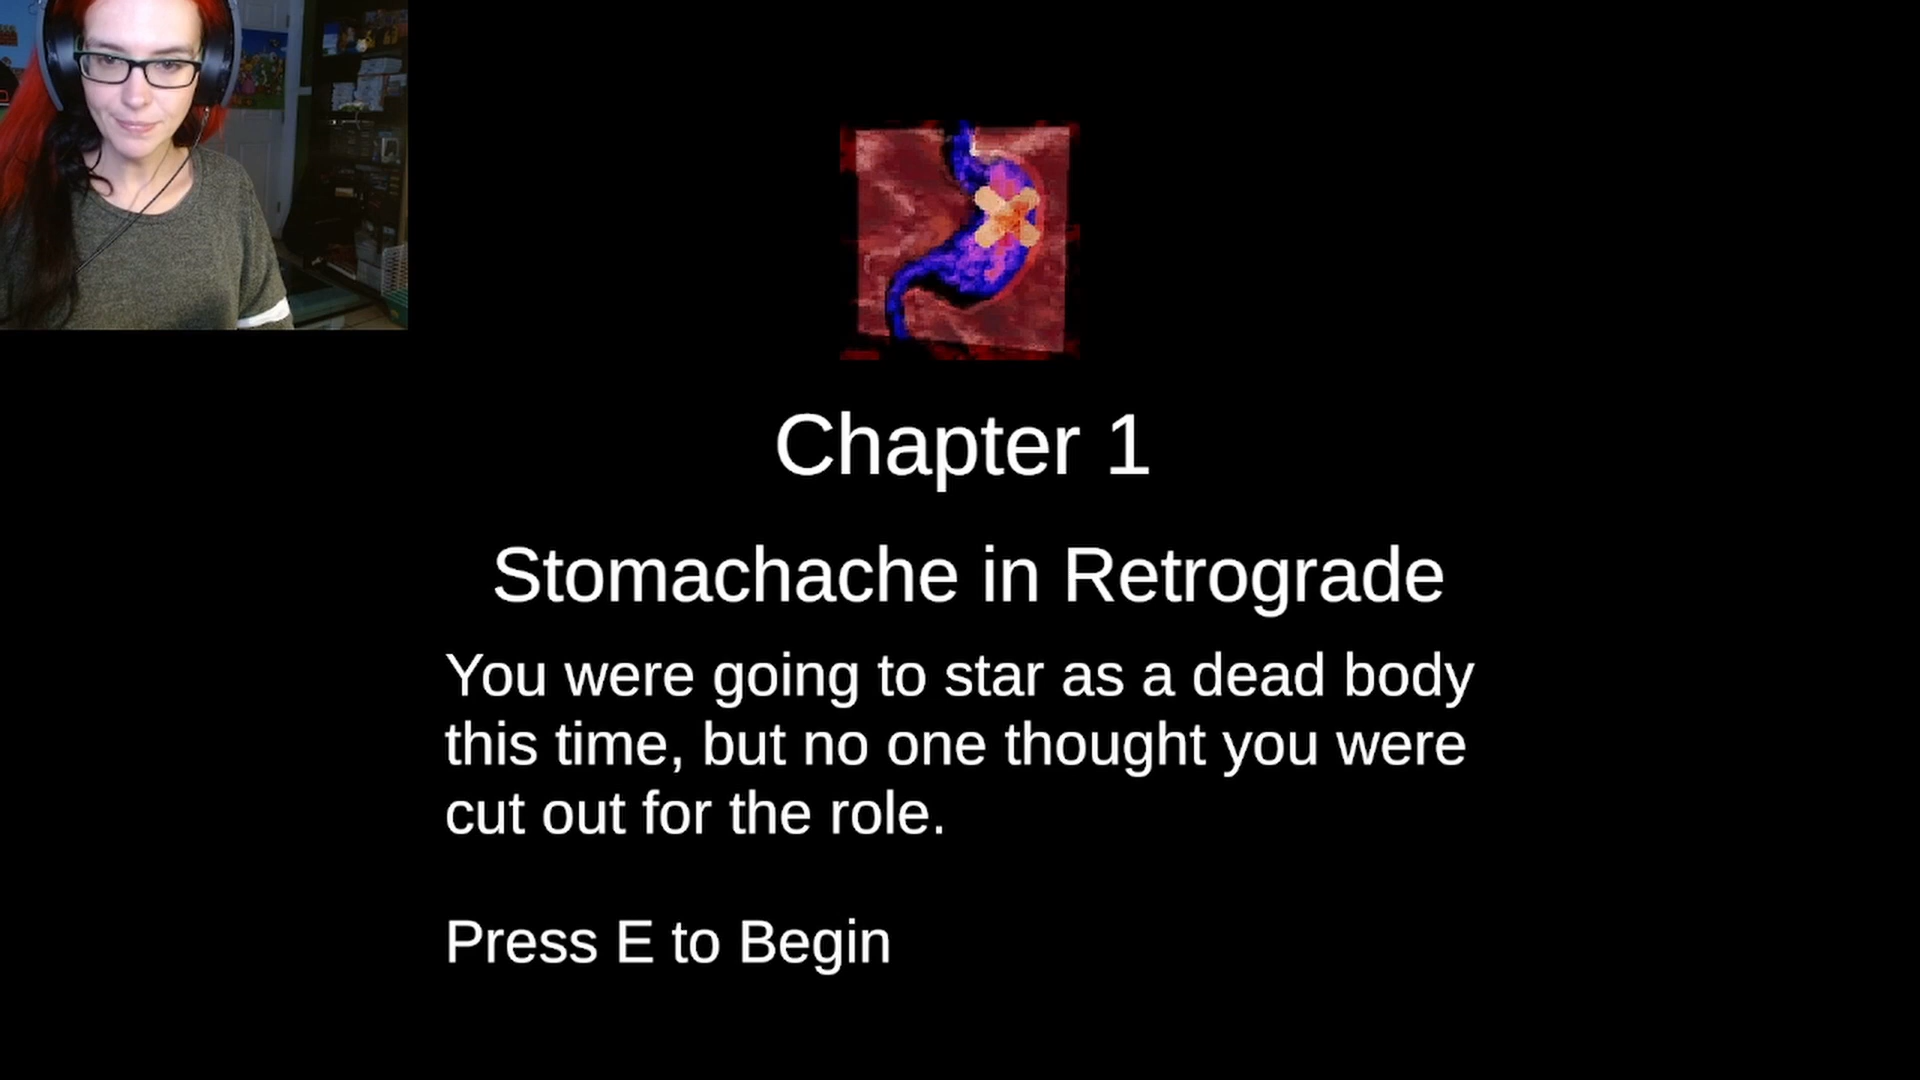 Chapter 1
Stomachache in Retrograde
You were going to star as a dead body
this time, but no one thought you were
cut out for the role.
Press E to Begin